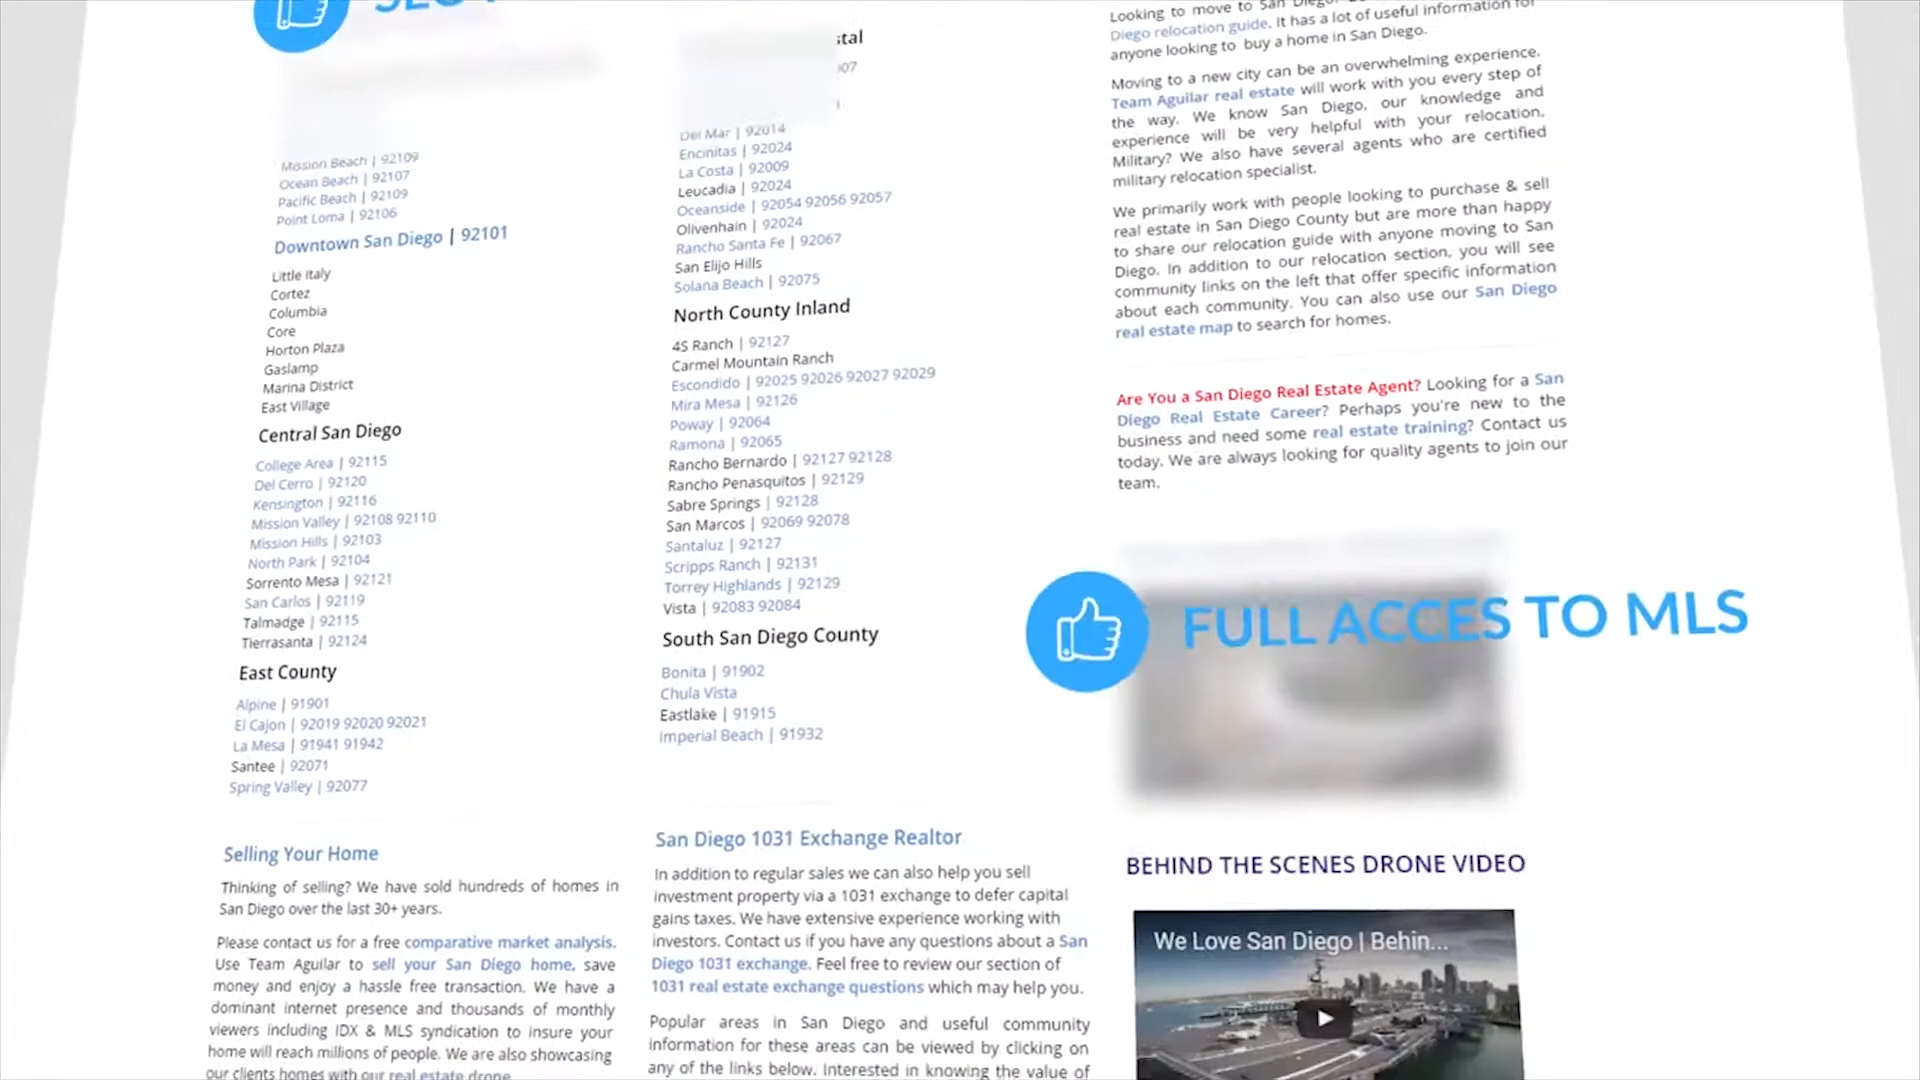 Mission Beach | 92109
Ocean Beach | 92107
Pacific Beach | 92109
Point Loma | 92106
Downtown San Diego | 92101
Little Italy
Cortez
Columbia
Core
Horton Plaza
Gaslamp
Marina District
East Village
Central San Diego
College Area | 92115
Del Cerro | 92120
Kensington | 92116
Mission Valley | 92108 92110
Mission Hills | 92103
North Park | 92104
Sorrento Mesa | 92121
San Carlos | 92119
Talmadge | 92115
Tierrasanta | 92124
East County
Alpine | 91901
El Cajon | 92019 92020 92021
La Mesa | 91941 91942
Santee | 92071
Spring Valley | 92077
Selling Your Home
Thinking of selling? We have sold hundreds of homes in
San Diego over the last 30+ years.
Please contact us for a free comparative market analysis.
Use Team Aguilar to sell your San Diego home, save
money and enjoy a hassle free transaction. We have a
dominant internet presence and thousands of monthly
viewers including IDX & MLS syndication to insure your
home will reach millions of people. We are also showcasing
our clients homes with our real estate drone
Del Mar | 92014
Encinitas | 92024
La Costa | 92009
Leucadia | 92024
Oceanside | 92054 92056 92057
Olivenhain | 92024
Rancho Santa Fe | 92067
San Elijo Hills
Solana Beach | 92075
North County Inland
4S Ranch | 92127
Carmel Mountain Ranch
Escondido | 92025 92026 92027 92029
Mira Mesa | 92126
Poway | 92064
Ramona | 92065
Rancho Bernardo | 92127 92128
Rancho Penasquitos | 92129
Sabre Springs | 92128
San Marcos | 92069 92078
Santaluz | 92127
Scripps Ranch | 92131
Torrey Highlands | 92129
Vista | 92083 92084
South San Diego County
Bonita | 91902
Chula Vista
Eastlake | 91915
Imperial Beach | 91932
San Diego 1031 Exchange Realtor
In addition to regular sales we can also help you sell
investment property via a 1031 exchange to defer capital
gains taxes. We have extensive experience working with
investors. Contact us if you have any questions about a San
Diego 1031 exchange. Feel free to review our section of
1031 real estate exchange questions which may help you.
Popular areas in San Diego and useful community
information for these areas can be viewed by clicking on
any of the links below. Interested in knowing the value of
Looking to move to San Diego?
Diego relocation guide. It has a lot of useful information for
anyone looking to buy a home in San Diego.
Moving to a new city can be an overwhelming experience.
Team Aguilar real estate will work with you every step of
the way. We know San Diego, our knowledge and
experience will be very helpful with your relocation,
Military? We also have several agents who are certified
military relocation specialist.
We primarily work with people looking to purchase & sell
real estate in San Diego County but are more than happy
to share our relocation guide with anyone moving to San
Diego. In addition to our relocation section, you will see
community links on the left that offer specific information
about each community. You can also use our San Diego
real estate map to search for homes.
Are You a San Diego Real Estate Agent? Looking for a San
Diego Real Estate Career? Perhaps you're new to the
business and need some real estate training? Contact us
today. We are always looking for quality agents to join our
team.
FULL ACCES TO MLS
BEHIND THE SCENES DRONE VIDEO
We Love San Diego | Behin...